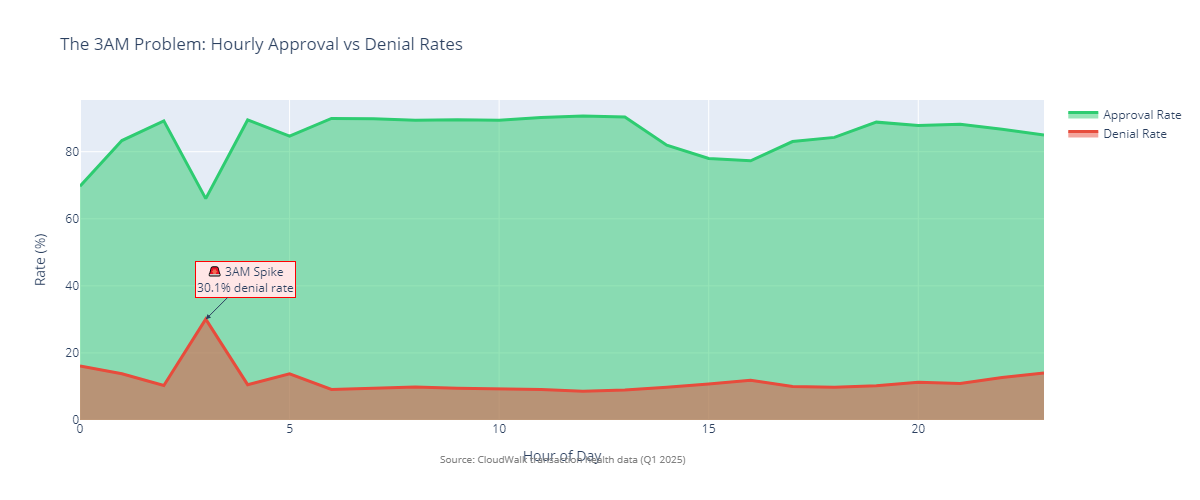 The 3AM Problem: Hourly Approval vs Denial Rates
Approval Rate
Denial Rate
Rate (%)
80
60
40
20
0
🚨 3AM Spike
30.1% denial rate
0 5 10 15 20
Hour of Day
Source: CloudWalk transaction health data (Q1 2025)